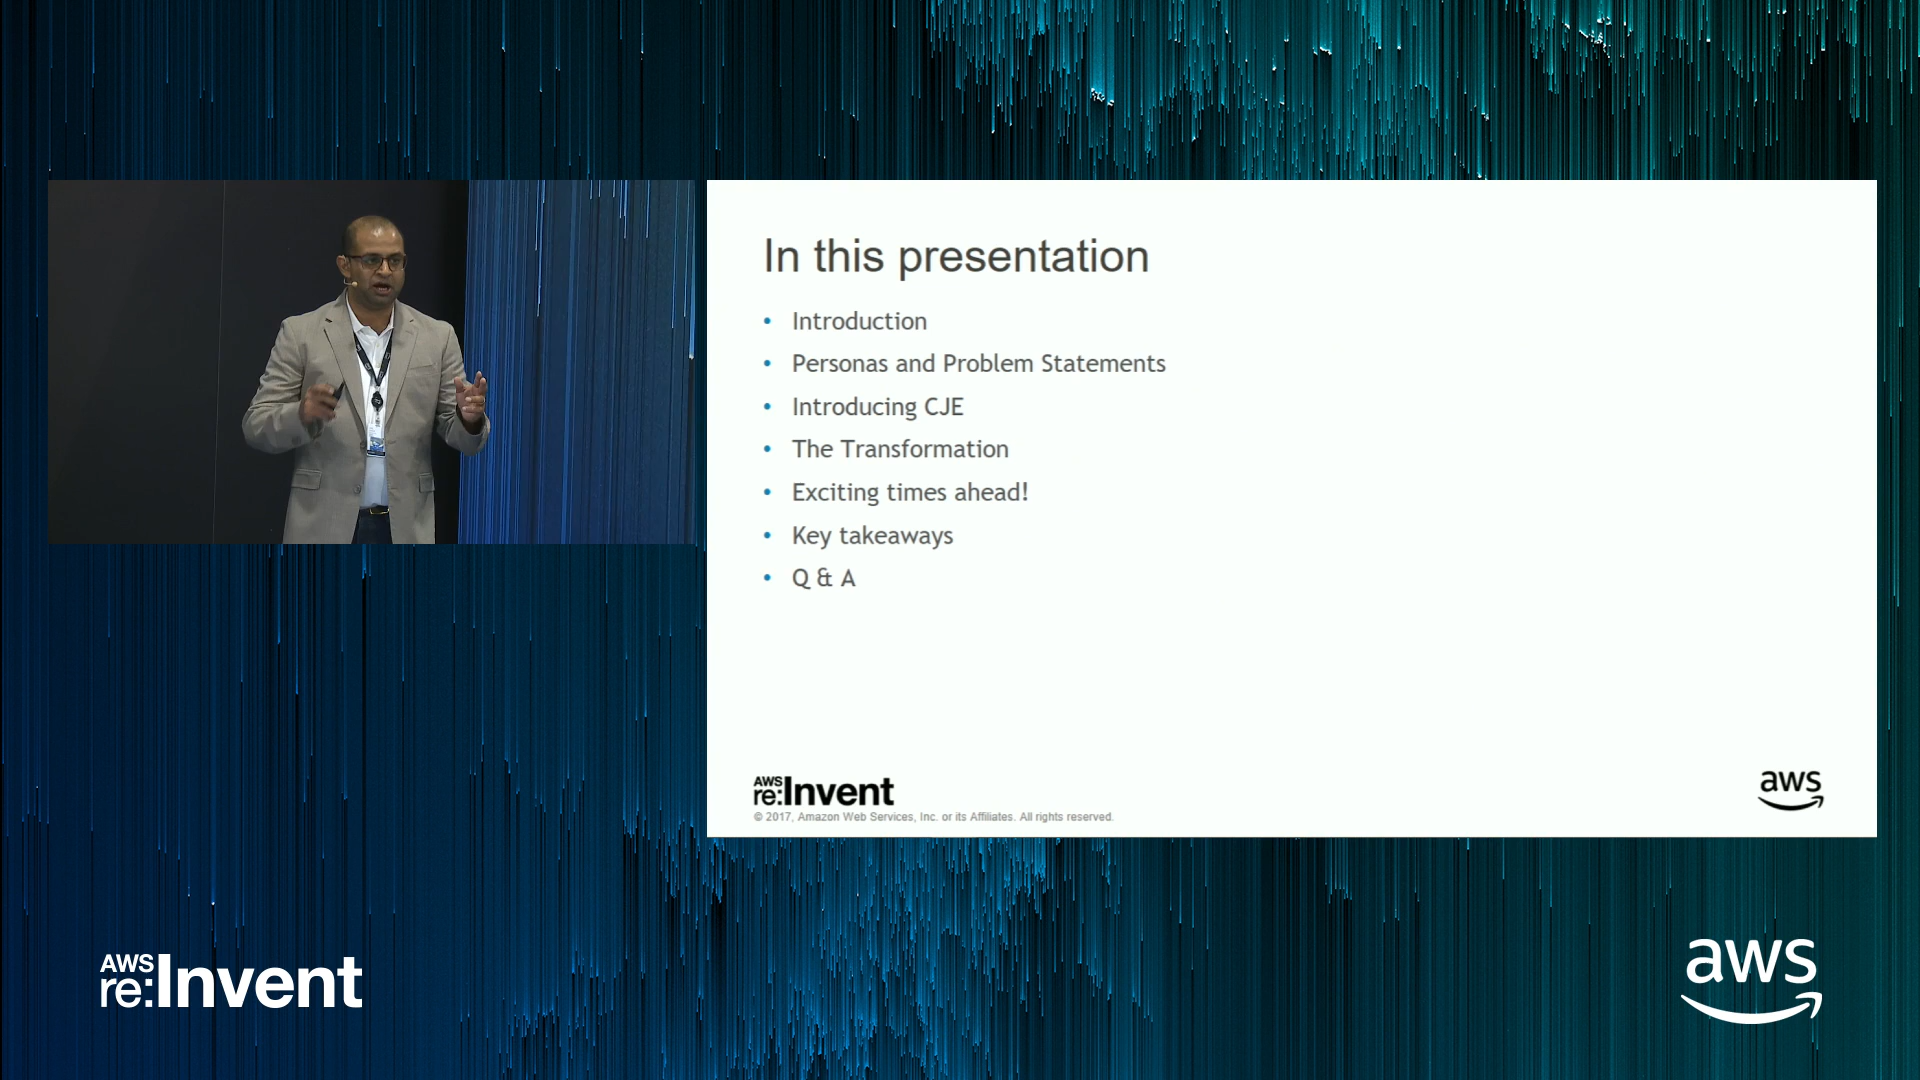 In this presentation
• Introduction
• Personas and Problem Statements
• Introducing CJE
• The Transformation
• Exciting times ahead!
• Key takeaways
• Q & A
AWS
re:Invent
aws
© 2017, Amazon Web Services, Inc. or its Affiliates. All rights reserved.
AWS
re:Invent
aws